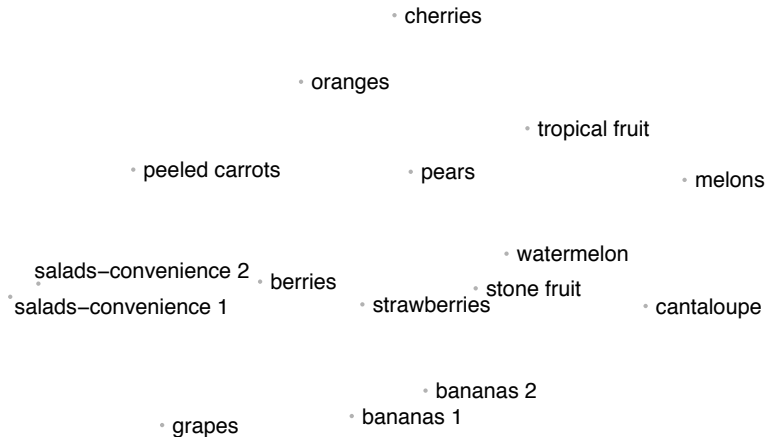 cherries
oranges
tropical fruit
peeled carrots
pears
melons
watermelon
salads−convenience 2
berries
stone fruit
salads−convenience 1
strawberries
cantaloupe
bananas 2
bananas 1
grapes